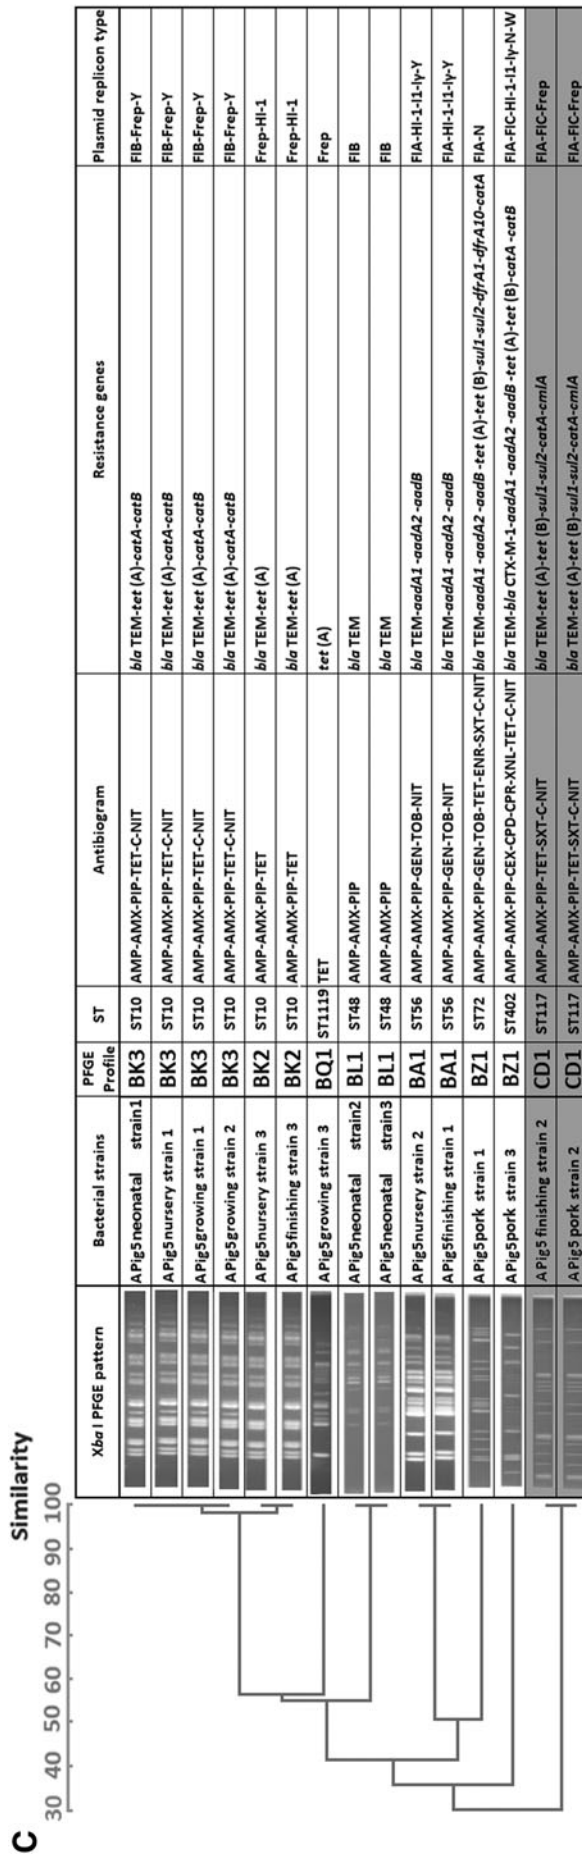 C
Similarity
30 40 50 60 70 80 90 100
Xba I PFGE pattern Bacterial strains PFGE Profile ST Antibiogram Resistance genes Plasmid replicon type
APig5neonatal strain1 BK3 ST10 AMP-AMX-PIP-TET-C-NIT bla TEM-tet (A)-catA-catB FIB-Frep-Y
APig5nursery strain 1 BK3 ST10 AMP-AMX-PIP-TET-C-NIT bla TEM-tet (A)-catA-catB FIB-Frep-Y
APig5growing strain 1 BK3 ST10 AMP-AMX-PIP-TET-C-NIT bla TEM-tet (A)-catA-catB FIB-Frep-Y
APig5growing strain 2 BK3 ST10 AMP-AMX-PIP-TET-C-NIT bla TEM-tet (A)-catA-catB FIB-Frep-Y
APig5nursery strain 3 BK2 ST10 AMP-AMX-PIP-TET bla TEM-tet (A) Frep-HI-1
APig5finishing strain 3 BK2 ST10 AMP-AMX-PIP-TET bla TEM-tet (A) Frep-HI-1
APig5growing strain 3 BQ1 ST1119 TET tet (A) Frep
APig5neonatal strain2 BL1 ST48 AMP-AMX-PIP bla TEM FIB
APig5neonatal strain3 BL1 ST48 AMP-AMX-PIP bla TEM FIB
APig5nursery strain 2 BA1 ST56 AMP-AMX-PIP-GEN-TOB-NIT bla TEM-aadA1 -aadA2 -aadB FIA-HI-1-I1-Iγ-Y
APig5finishing strain 1 BA1 ST56 AMP-AMX-PIP-GEN-TOB-NIT bla TEM-aadA1 -aadA2 -aadB FIA-HI-1-I1-Iγ-Y
APig5pork strain 1 BZ1 ST72 AMP-AMX-PIP-GEN-TOB-TET-ENR-SXT-C-NIT bla TEM-aadA1 -aadA2 -aadB -tet (A)-tet (B)-sul1-sul2-dfrA1-dfrA10-catA FIA-N
APig5pork strain 3 BZ1 ST402 AMP-AMX-PIP-CEX-CPD-CPR-XNL-TET-C-NIT bla TEM-bla CTX-M-1-aadA1 -aadA2 -aadB -tet (A)-tet (B)-catA -catB FIA-FIC-HI-1-I1-Iγ-N-W
APig5 finishing strain 2 CD1 ST117 AMP-AMX-PIP-TET-SXT-C-NIT bla TEM-tet (A)-tet (B)-sul1-sul2-catA-cmlA FIA-FIC-Frep
APig5 pork strain 2 CD1 ST117 AMP-AMX-PIP-TET-SXT-C-NIT bla TEM-tet (A)-tet (B)-sul1-sul2-catA-cmlA FIA-FIC-Frep